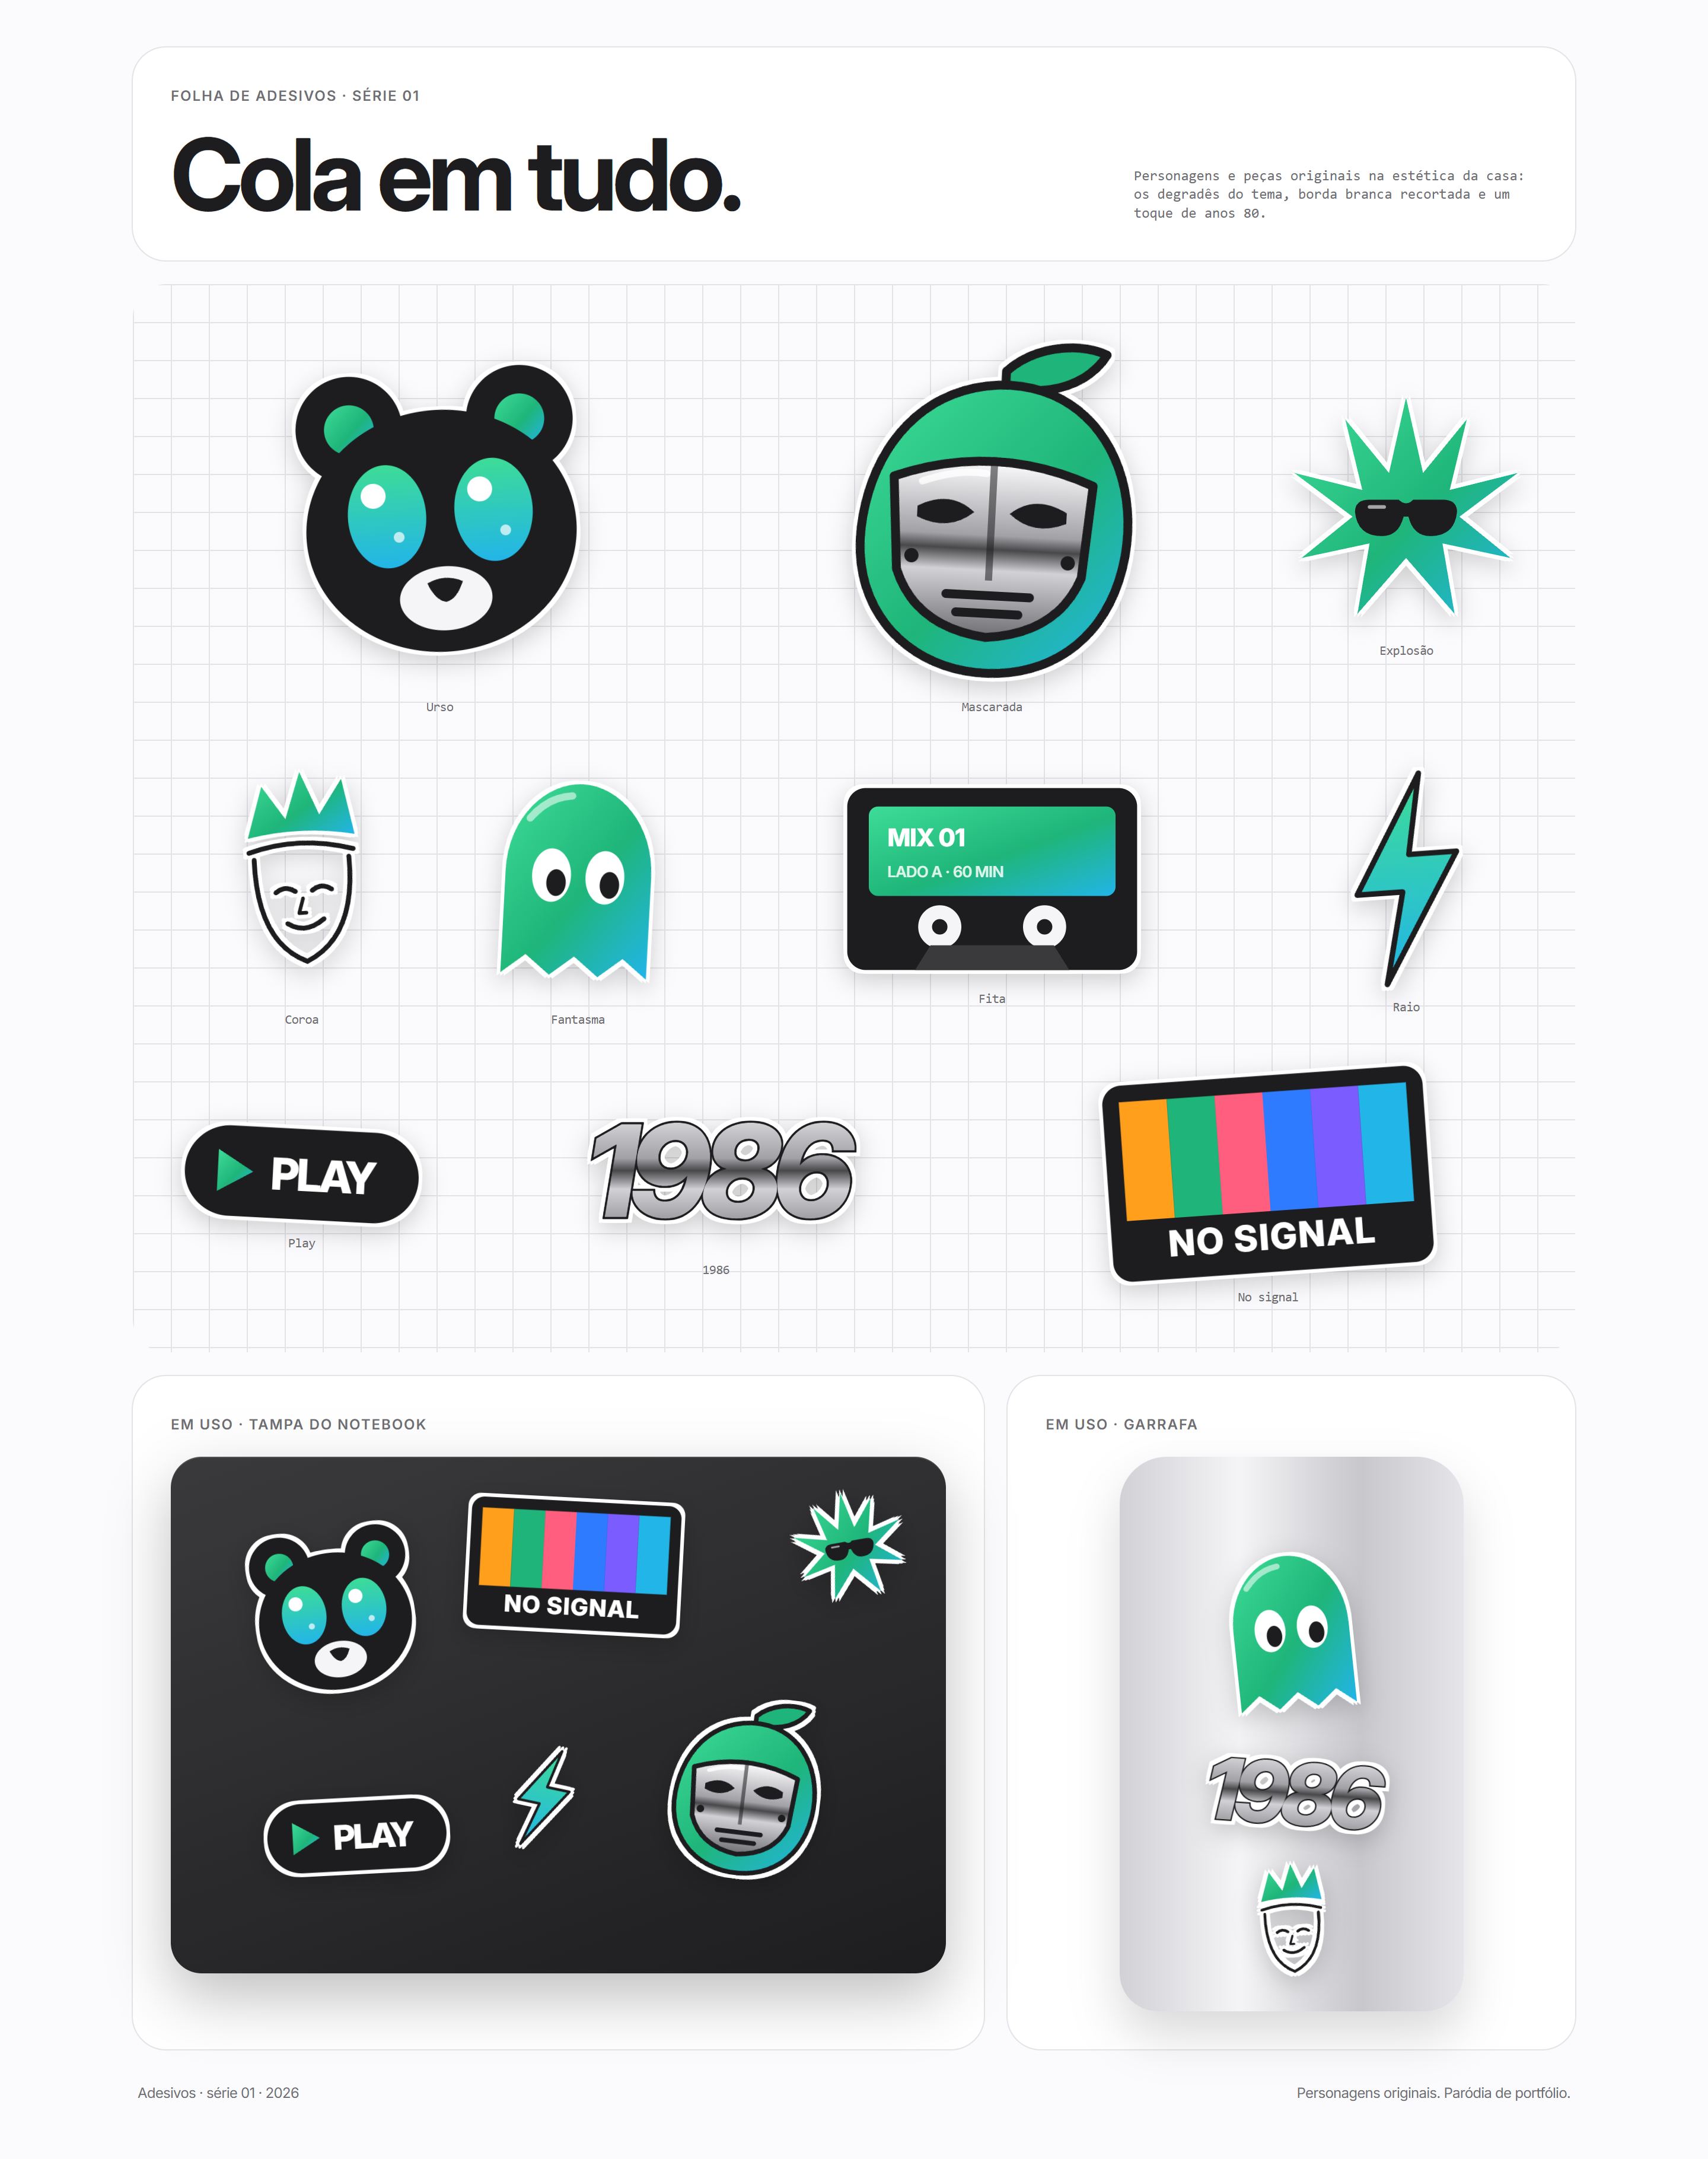 FOLHA DE ADESIVOS · SÉRIE 01
Cola em tudo.
Personagens e peças originais na estética da casa:
os degradês do tema, borda branca recortada e um
toque de anos 80.
Urso
Mascarada
Explosão
MIX 01
LADO A · 60 MIN
Coroa
Fantasma
Fita
Raio
PLAY
1986
NO SIGNAL
Play
1986
No signal
EM USO · TAMPA DO NOTEBOOK
NO SIGNAL
PLAY
EM USO · GARRAFA
1986
Adesivos · série 01 · 2026
Personagens originais. Paródia de portfólio.